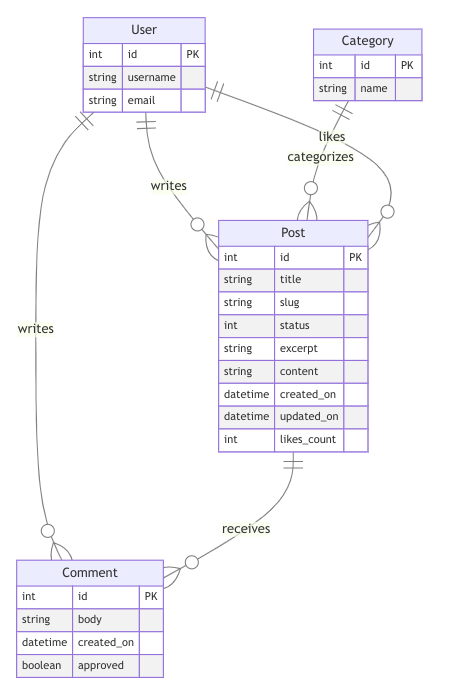 User
int id PK
string username
string email
Category
int id PK
string name
likes
categorizes
writes
Post
int id PK
string title
string slug
int status
string excerpt
string content
datetime created_on
datetime updated_on
int likes_count
writes
receives
Comment
int id PK
string body
datetime created_on
boolean approved